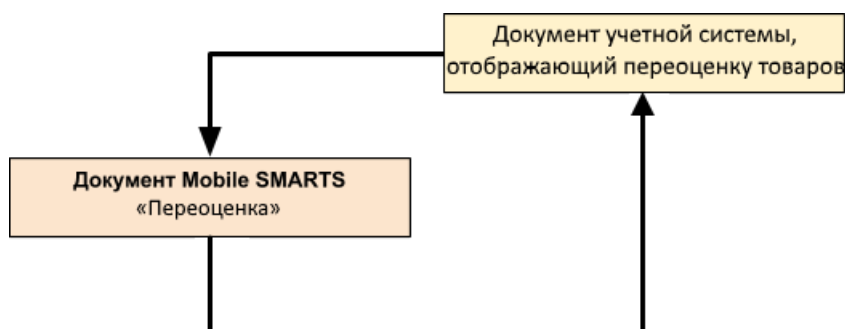 Документ учетной системы,
отображающий переоценку товаров
Документ Mobile SMARTS
«Переоценка»